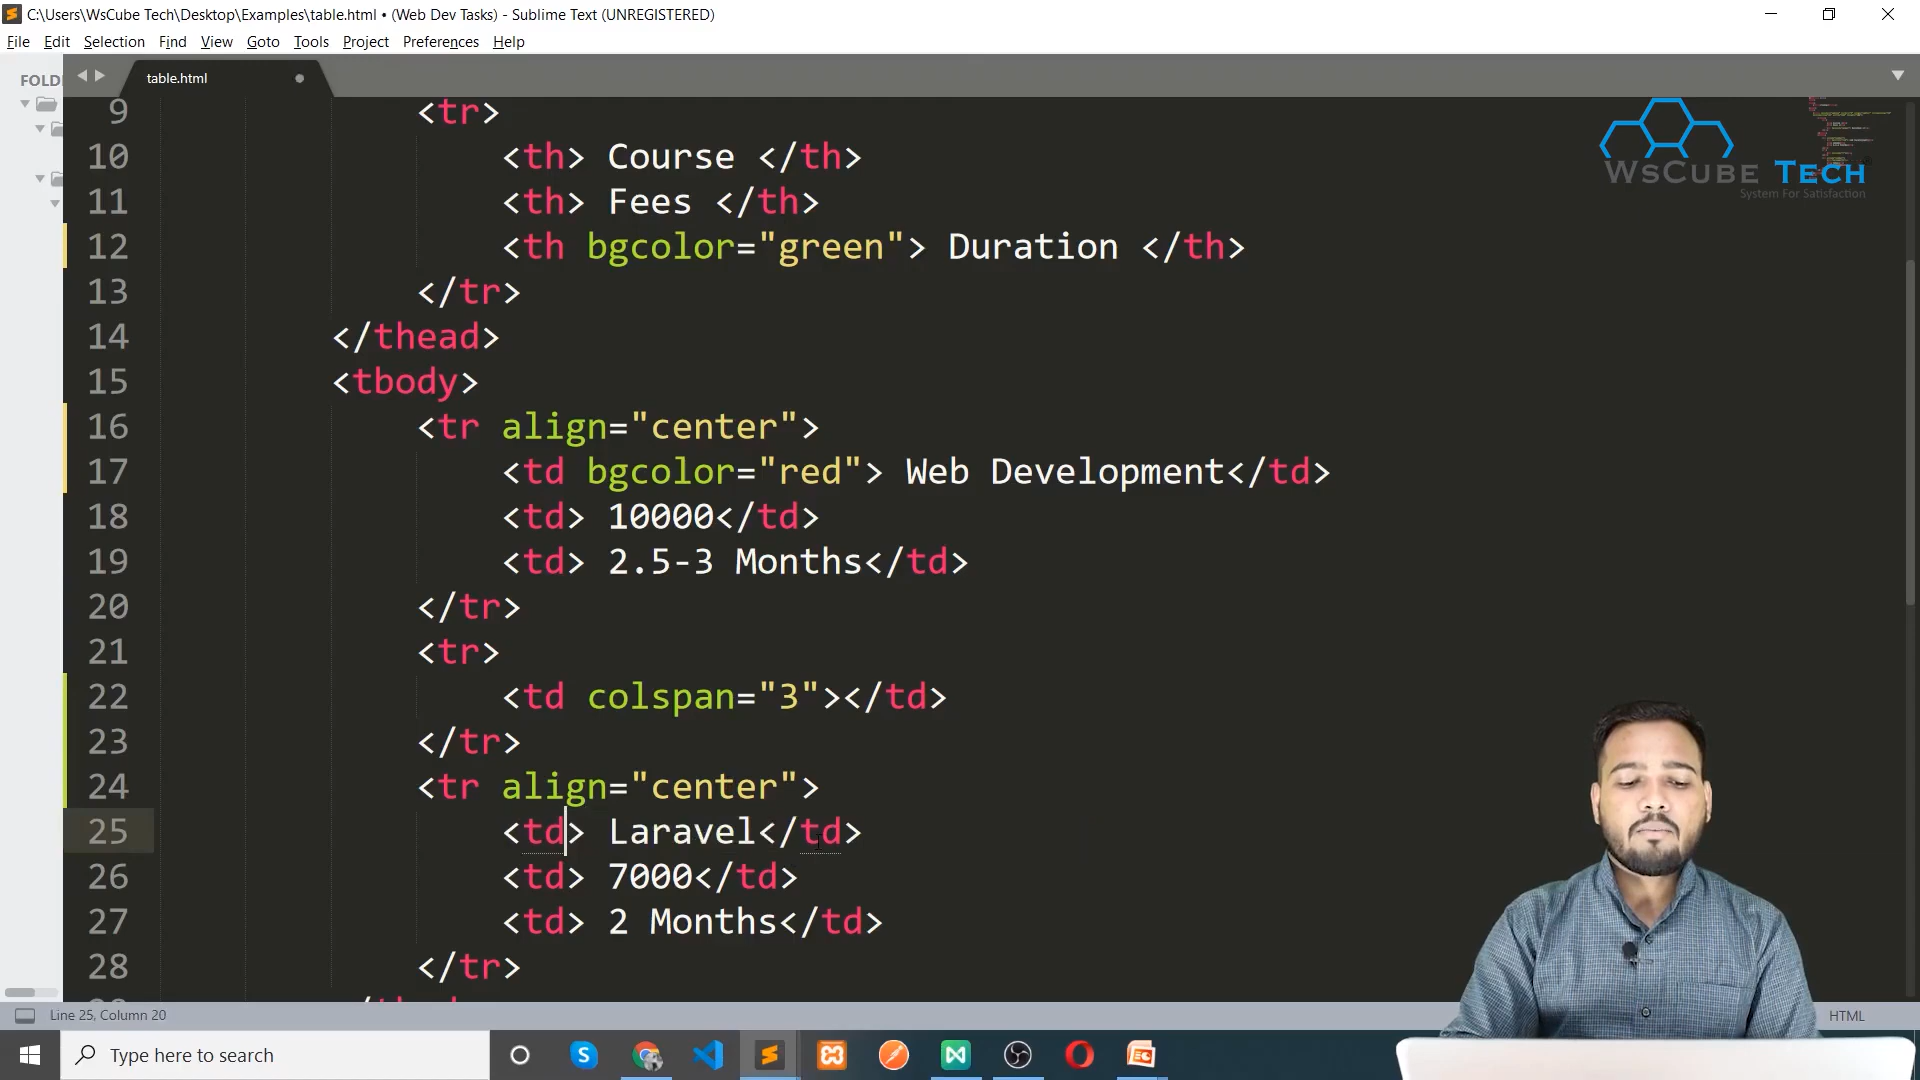 C:\Users\WsCube Tech\Desktop\Examples\table.html • (Web Dev Tasks) - Sublime Text (UNREGISTERED)
File Edit Selection Find View Goto Tools Project Preferences Help
FOLD
table.html
9 <tr>
10 <th> Course </th>
11 <th> Fees </th>
12 <th bgcolor="green"> Duration </th>
13 </tr>
14 </thead>
15 <tbody>
16 <tr align="center">
17 <td bgcolor="red"> Web Development</td>
18 <td> 10000</td>
19 <td> 2.5-3 Months</td>
20 </tr>
21 <tr>
22 <td colspan="3"></td>
23 </tr>
24 <tr align="center">
25 <td> Laravel</td>
26 <td> 7000</td>
27 <td> 2 Months</td>
28 </tr>
WsCube Tech
System For Satisfaction
Line 25, Column 20
HTML
Type here to search